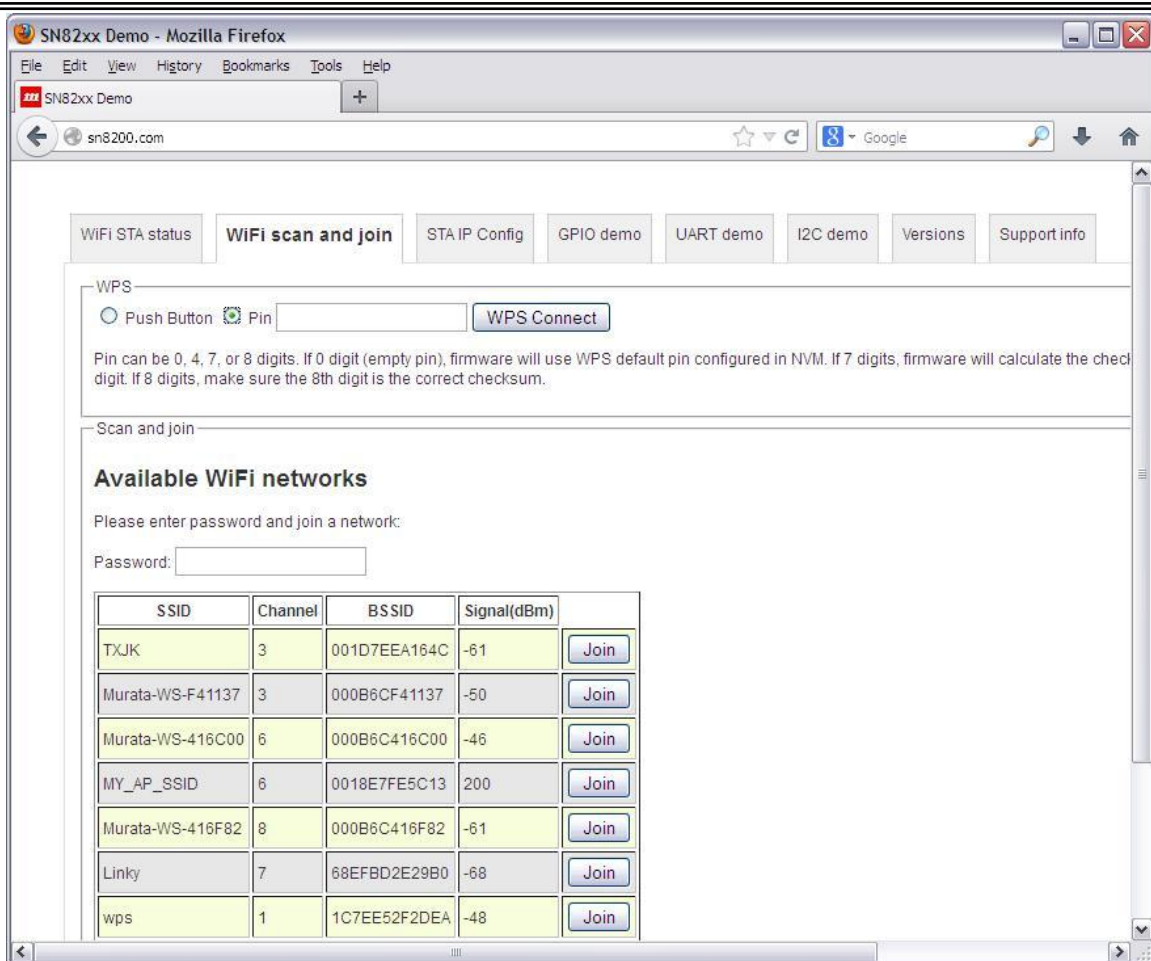 SN82xx Demo - Mozilla Firefox
File Edit View History Bookmarks Tools Help
SN82xx Demo +
sn8200.com Google
WiFi STA status WiFi scan and join STA IP Config GPIO demo UART demo I2C demo Versions Support info
WPS
Push Button Pin WPS Connect
Pin can be 0, 4, 7, or 8 digits. If 0 digit (empty pin), firmware will use WPS default pin configured in NVM. If 7 digits, firmware will calculate the check
digit. If 8 digits, make sure the 8th digit is the correct checksum.
Scan and join
Available WiFi networks
Please enter password and join a network:
Password:
SSID Channel BSSID Signal(dBm)
TXJK 3 001D7EEA164C -61 Join
Murata-WS-F41137 3 000B6CF41137 -50 Join
Murata-WS-416C00 6 000B6C416C00 -46 Join
MY_AP_SSID 6 0018E7FE5C13 200 Join
Murata-WS-416F82 8 000B6C416F82 -61 Join
Linky 7 68EFBD2E29B0 -68 Join
wps 1 1C7EE52F2DEA -48 Join